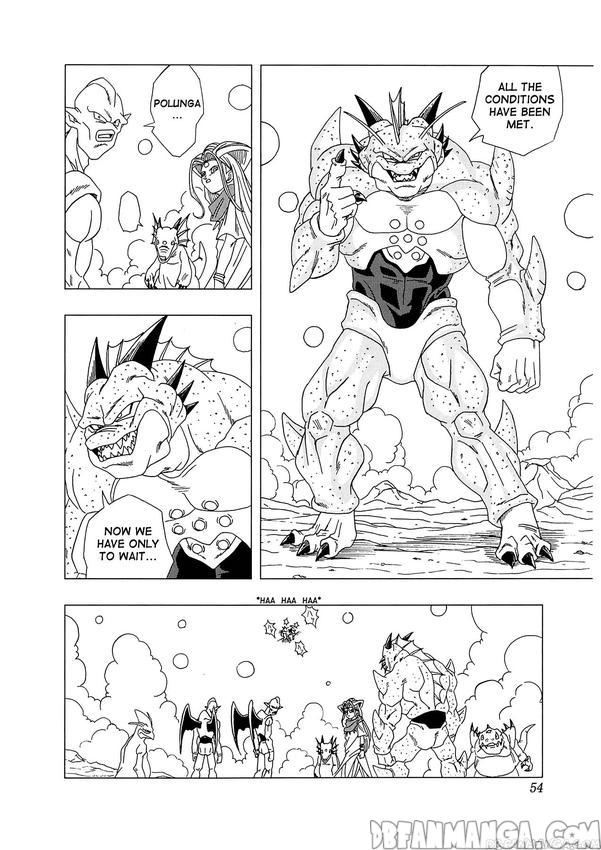 ALL THE
CONDITIONS
HAVE BEEN
MET.
POLUNGA
...
NOW WE
HAVE ONLY
TO WAIT...
*HAA HAA HAA*
54
DBFANMANGA.COM